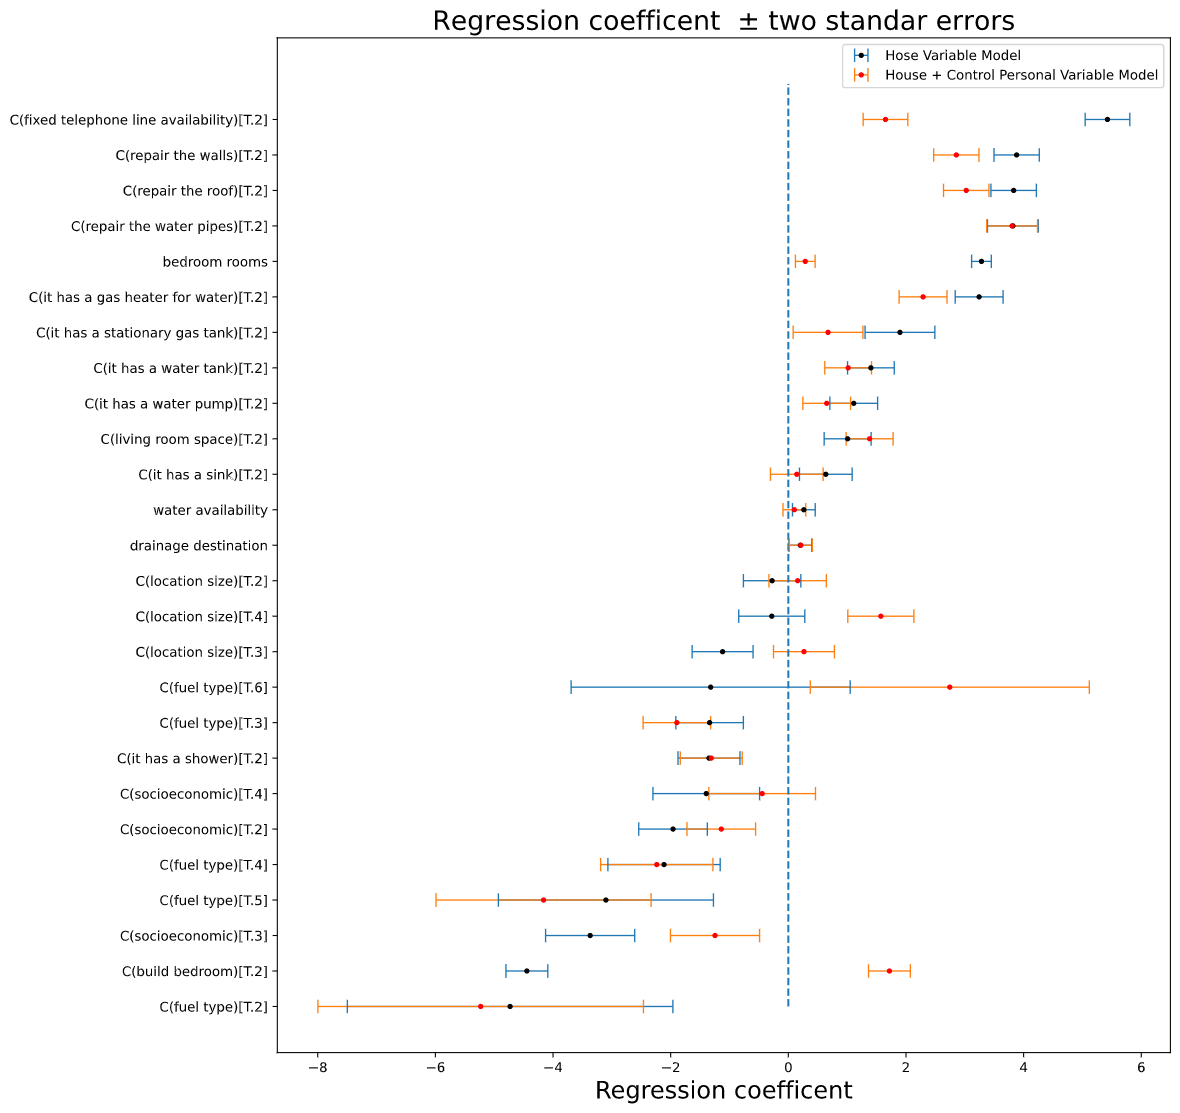 Regression coefficent  ± two standar errors
Hose Variable Model
House + Control Personal Variable Model
C(fixed telephone line availability)[T.2]
C(repair the walls)[T.2]
C(repair the roof)[T.2]
C(repair the water pipes)[T.2]
bedroom rooms
C(it has a gas heater for water)[T.2]
C(it has a stationary gas tank)[T.2]
C(it has a water tank)[T.2]
C(it has a water pump)[T.2]
C(living room space)[T.2]
C(it has a sink)[T.2]
water availability
drainage destination
C(location size)[T.2]
C(location size)[T.4]
C(location size)[T.3]
C(fuel type)[T.6]
C(fuel type)[T.3]
C(it has a shower)[T.2]
C(socioeconomic)[T.4]
C(socioeconomic)[T.2]
C(fuel type)[T.4]
C(fuel type)[T.5]
C(socioeconomic)[T.3]
C(build bedroom)[T.2]
C(fuel type)[T.2]
−8 −6 −4 −2 0 2 4 6
Regression coefficent